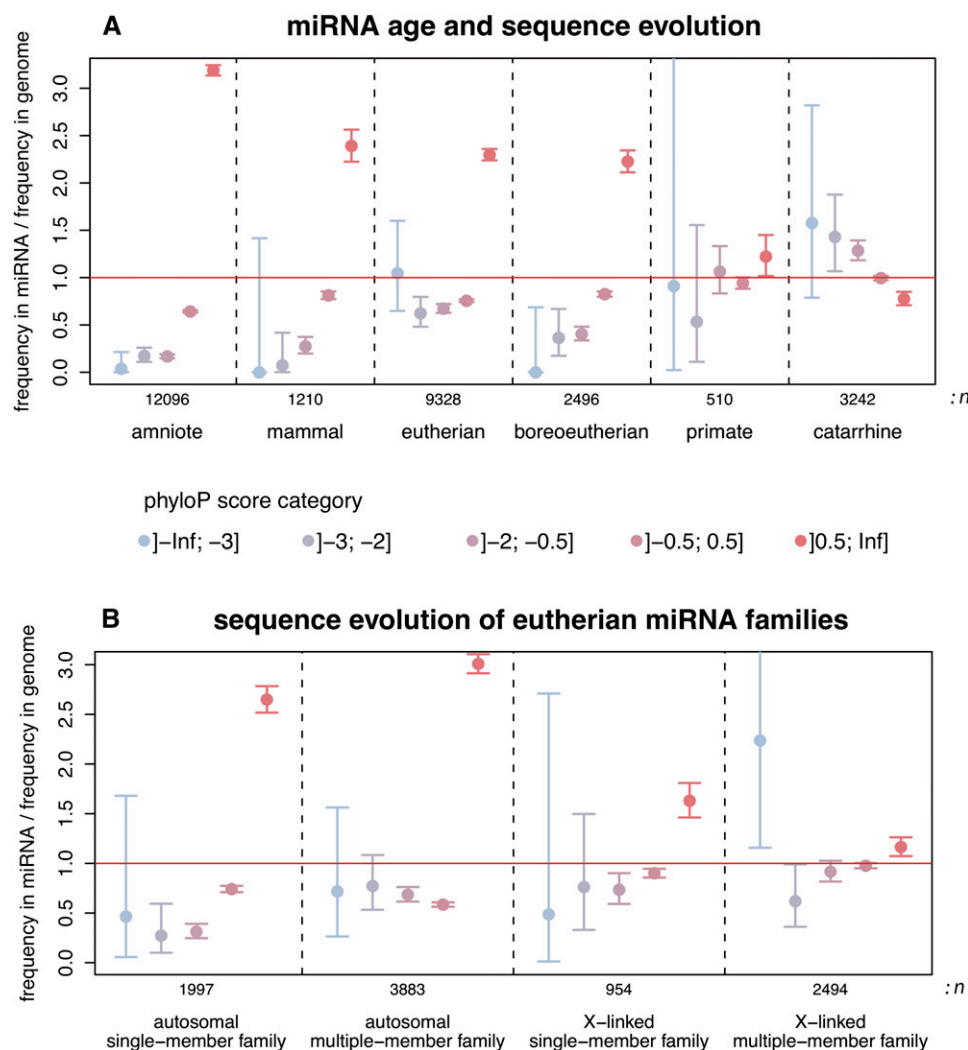 A miRNA age and sequence evolution
frequency in miRNA / frequency in genome
3.0
2.5
2.0
1.5
1.0
0.5
0.0
12096 1210 9328 2496 510 3242 : n
amniote mammal eutherian boreoeutherian primate catarrhine
phyloP score category
]−Inf; −3] ]−3; −2] ]−2; −0.5] ]−0.5; 0.5] ]0.5; Inf]
B sequence evolution of eutherian miRNA families
frequency in miRNA / frequency in genome
3.0
2.5
2.0
1.5
1.0
0.5
0.0
1997 3883 954 2494 : n
autosomal autosomal X−linked X−linked
single−member family multiple−member family single−member family multiple−member family